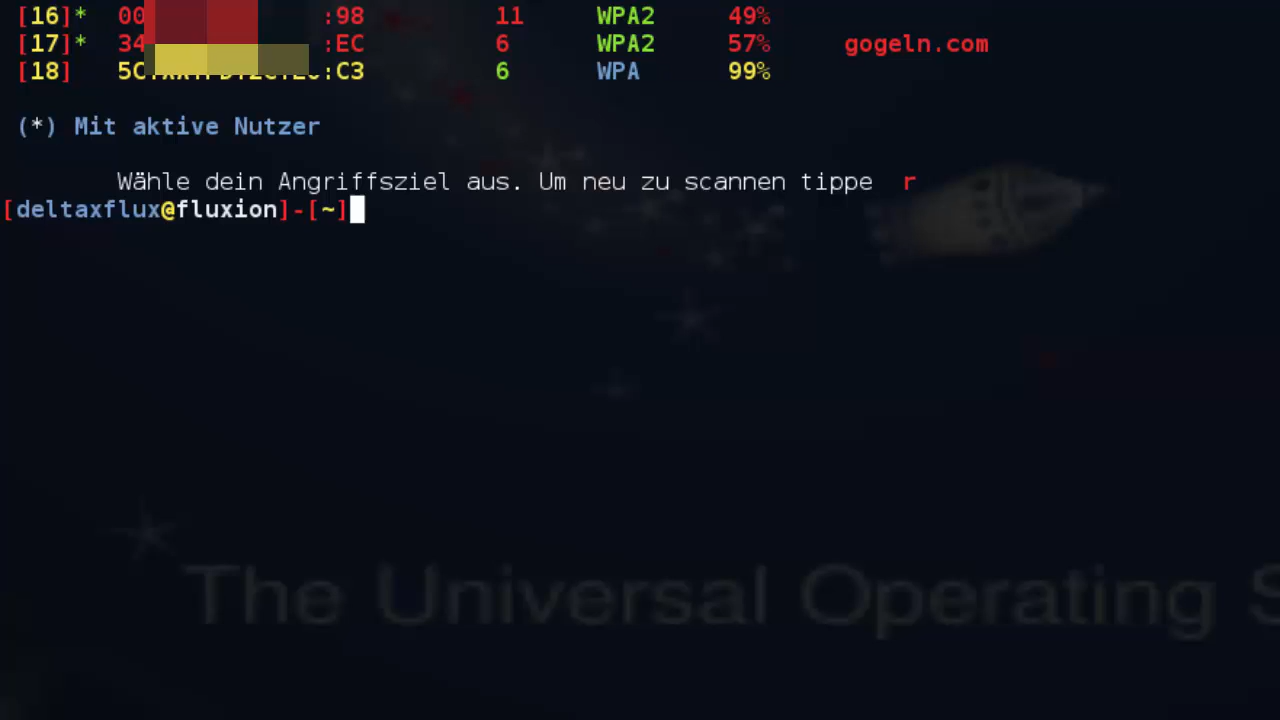 [16]* 00 :98 11 WPA2 49%
[17]* 34 :EC 6 WPA2 57% gogeln.com
[18] :C3 6 WPA 99%
(*) Mit aktive Nutzer
Wähle dein Angriffsziel aus. Um neu zu scannen tippe r
[deltaxflux@fluxion]-[~]
The Universal Operating